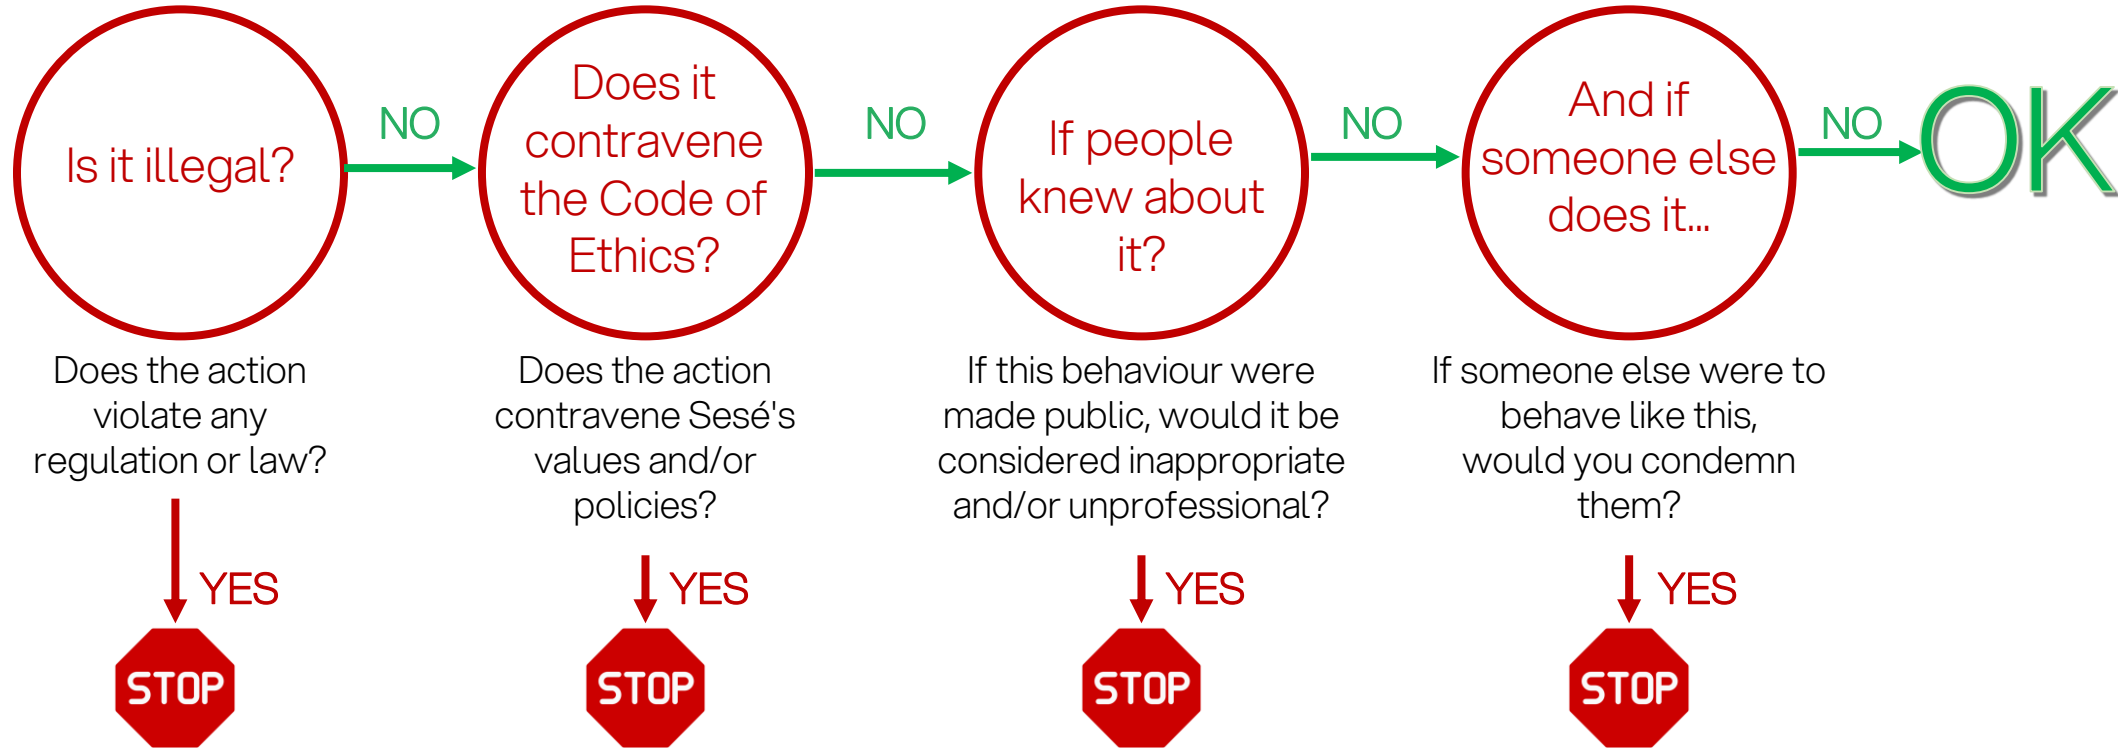 Is it illegal?
NO
Does it
contravene
the Code of
Ethics?
NO
If people
knew about
it?
NO
And if
someone else
does it...
NO
OK
Does the action
violate any
regulation or law?
Does the action
contravene Sesé's
values and/or
policies?
If this behaviour were
made public, would it be
considered inappropriate
and/or unprofessional?
If someone else were to
behave like this,
would you condemn
them?
YES
YES
YES
YES
STOP
STOP
STOP
STOP